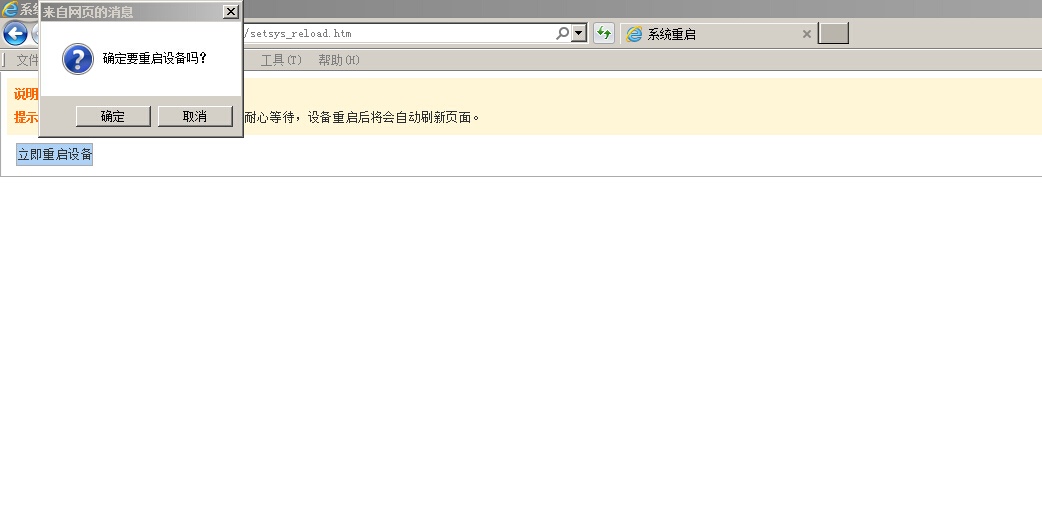 系统
来自网页的消息
/setsys_reload.htm
系统重启
确定要重启设备吗?
文件
工具(T)
帮助(H)
说明
确定
取消
提示
耐心等待，设备重启后将会自动刷新页面。
立即重启设备